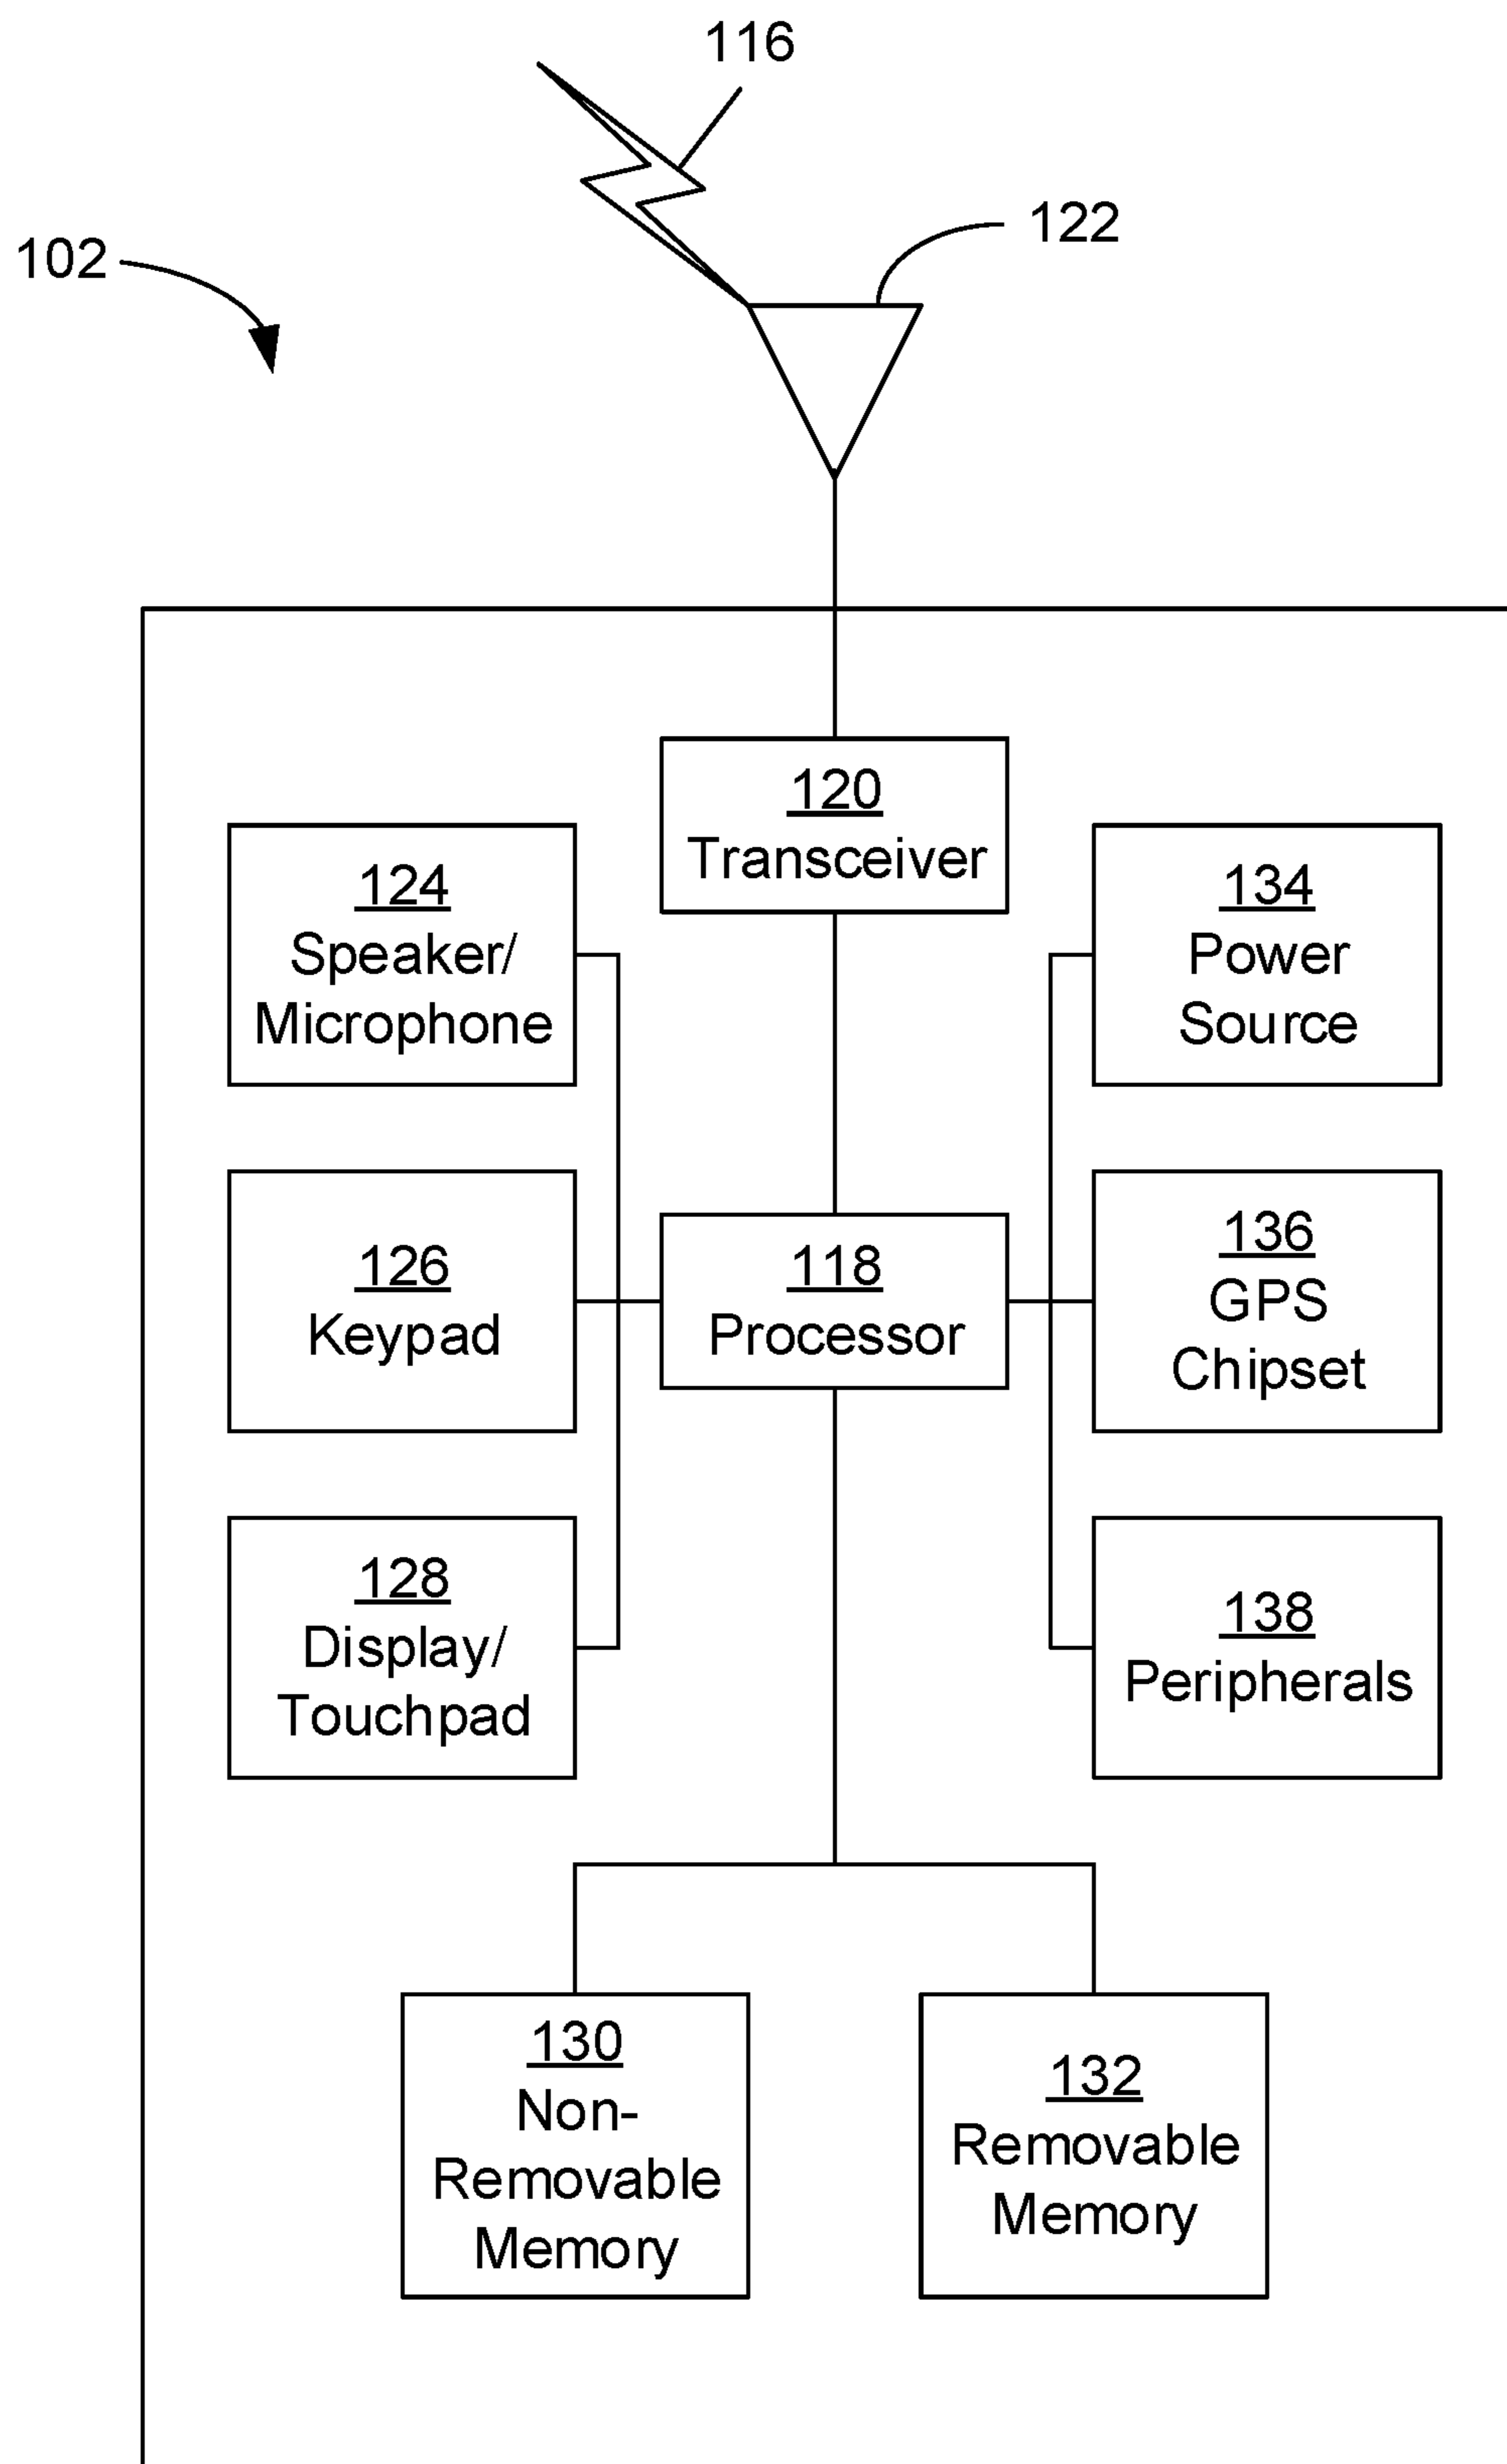 116
122
102
120
Transceiver
124
Speaker/
Microphone
134
Power
Source
126
Keypad
118
Processor
136
GPS
Chipset
128
Display/
Touchpad
138
Peripherals
130
Non-
Removable
Memory
132
Removable
Memory